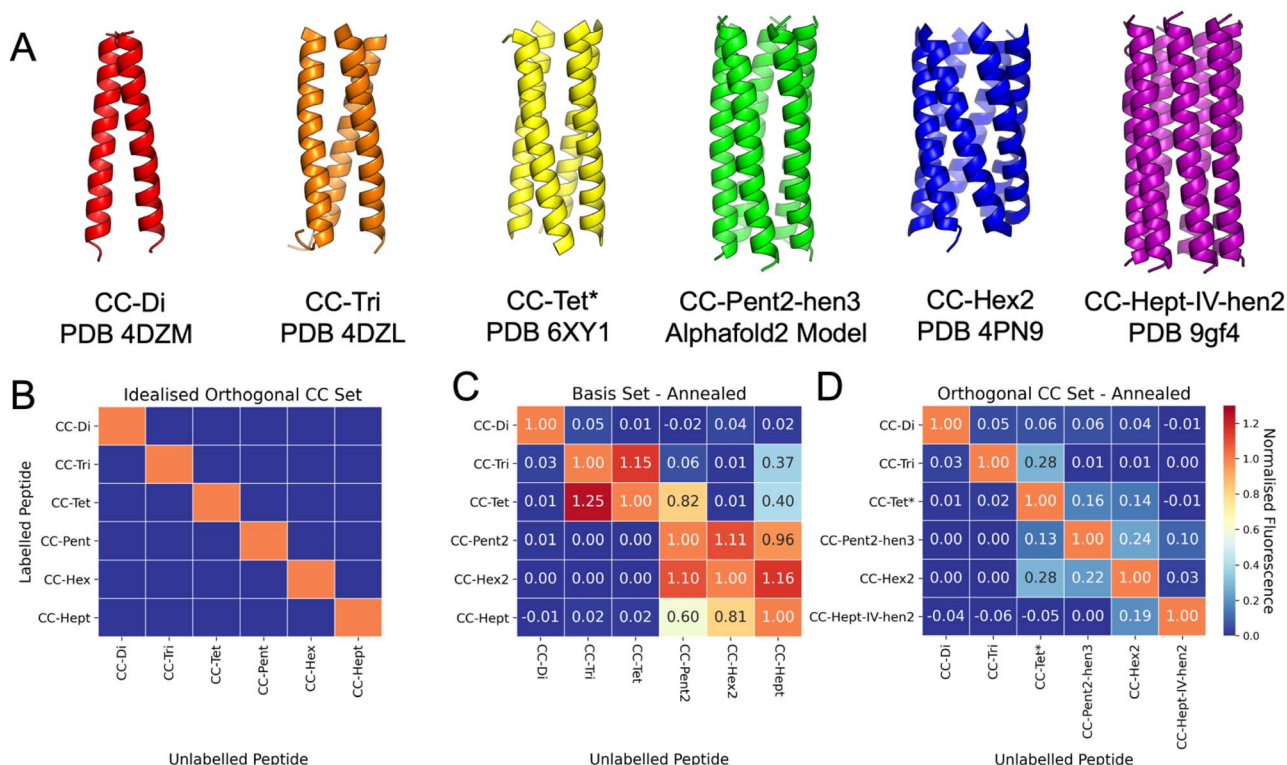 A
CC-Di
PDB 4DZM
CC-Tri
PDB 4DZL
CC-Tet*
PDB 6XY1
CC-Pent2-hen3
Alphafold2 Model
CC-Hex2
PDB 4PN9
CC-Hept-IV-hen2
PDB 9gf4
B
Idealised Orthogonal CC Set
Labelled Peptide
CC-Di
CC-Tri
CC-Tet
CC-Pent
CC-Hex
CC-Hept
CC-Di
CC-Tri
CC-Tet
CC-Pent
CC-Hex
CC-Hept
Unlabelled Peptide
C
Basis Set - Annealed
CC-Di 1.00 0.05 0.01 -0.02 0.04 0.02
CC-Tri 0.03 1.00 1.15 0.06 0.01 0.37
CC-Tet 0.01 1.25 1.00 0.82 0.01 0.40
CC-Pent2 0.01 0.00 0.00 1.00 1.11 0.96
CC-Hex2 0.00 0.00 0.00 1.10 1.00 1.16
CC-Hept -0.01 0.02 0.02 0.60 0.81 1.00
CC-Di
CC-Tri
CC-Tet
CC-Pent2
CC-Hex2
CC-Hept
Unlabelled Peptide
D
Orthogonal CC Set - Annealed
CC-Di 1.00 0.05 0.06 0.06 0.04 -0.01
CC-Tri 0.03 1.00 0.28 0.01 0.01 0.00
CC-Tet* 0.01 0.02 1.00 0.16 0.14 -0.01
CC-Pent2-hen3 0.00 0.00 0.13 1.00 0.24 0.10
CC-Hex2 0.00 0.00 0.28 0.22 1.00 0.03
CC-Hept-IV-hen2 -0.04 -0.06 -0.05 0.00 0.19 1.00
CC-Di
CC-Tri
CC-Tet*
CC-Pent2-hen3
CC-Hex2
CC-Hept-IV-hen2
Unlabelled Peptide
1.2
1.0
0.8
0.6
0.4
0.2
0.0
Normalised Fluorescence